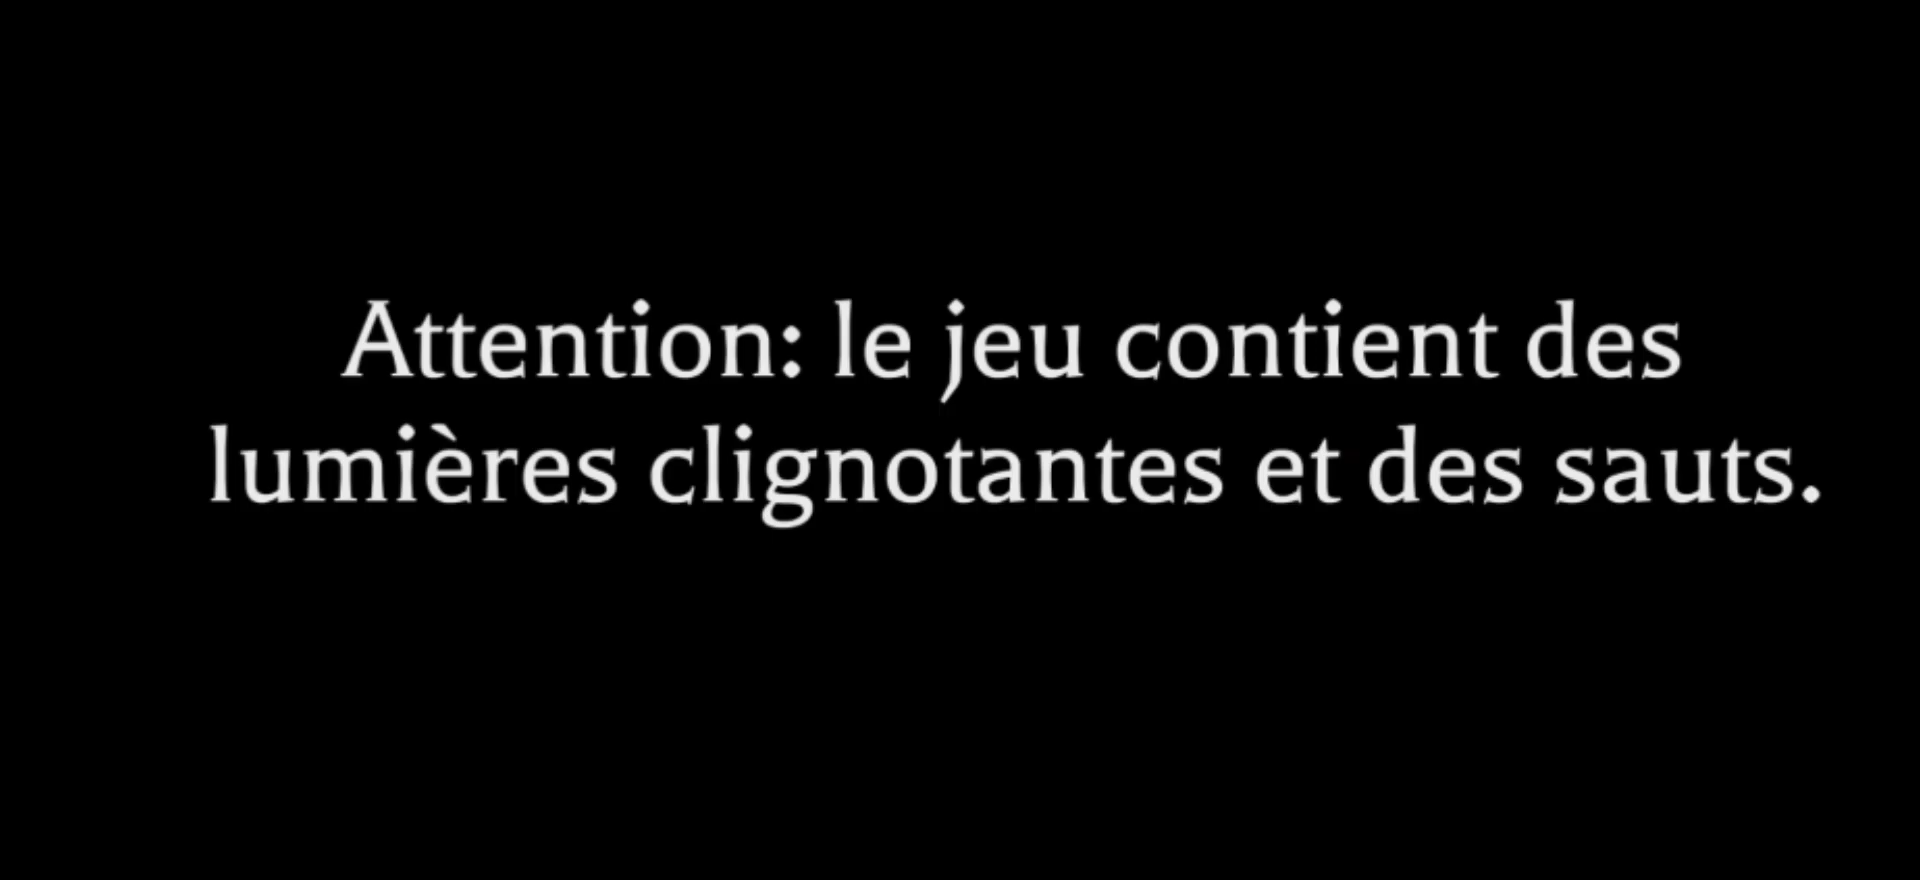 Attention: le jeu contient des
lumières clignotantes et des sauts.